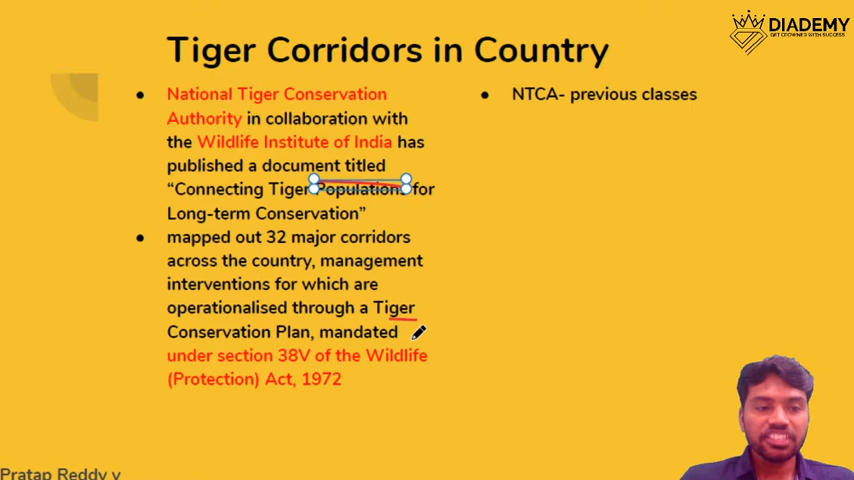 DIADEMY
GET CROWNED WITH SUCCESS
Tiger Corridors in Country
● National Tiger Conservation
Authority in collaboration with
the Wildlife Institute of India has
published a document titled
“Connecting Tiger Populations for
Long-term Conservation”
● mapped out 32 major corridors
across the country, management
interventions for which are
operationalised through a Tiger
Conservation Plan, mandated
under section 38V of the Wildlife
(Protection) Act, 1972
● NTCA- previous classes
Pratap Reddy v